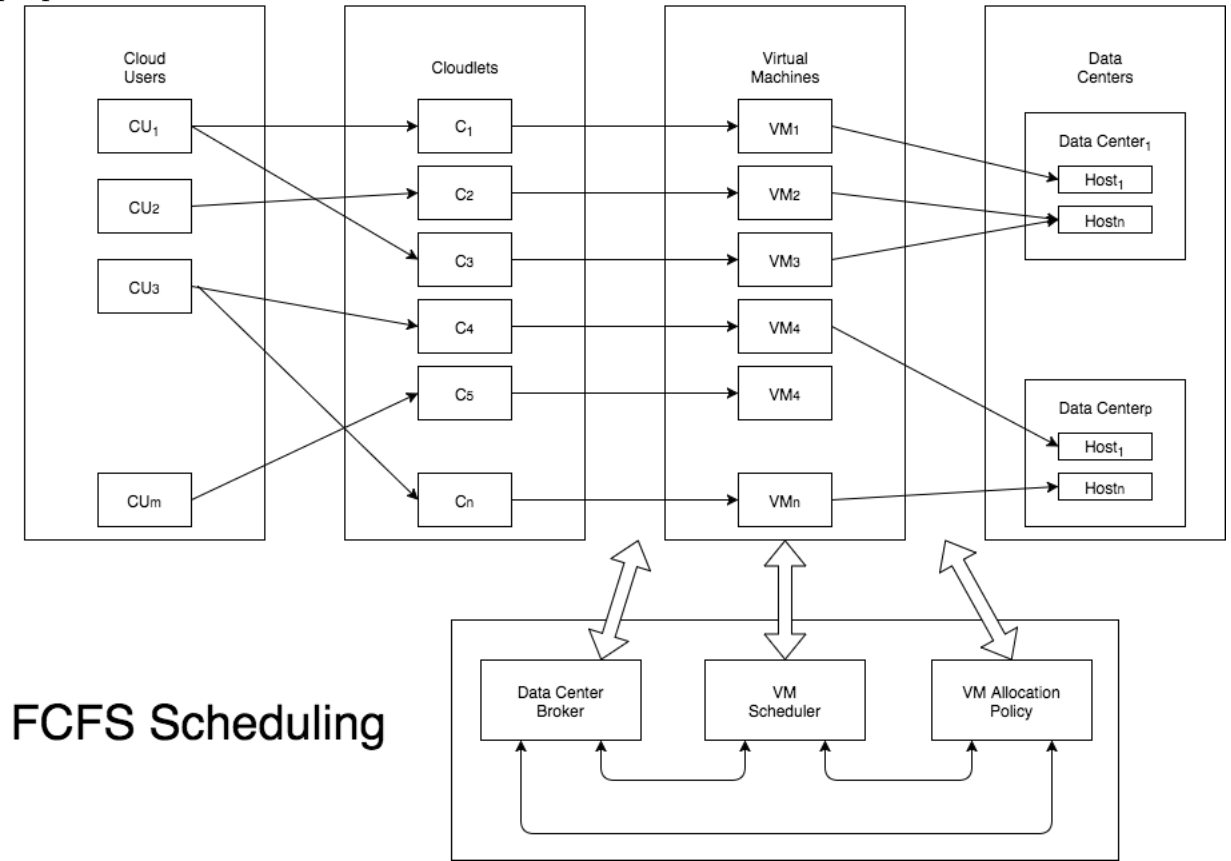 Cloud
Users
CU₁
CU₂
CU₃
CUₘ
Cloudlets
C₁
C₂
C₃
C₄
C₅
Cₙ
Virtual
Machines
VM₁
VM₂
VM₃
VM₄
VM₄
VMₙ
Data
Centers
Data Center₁
Host₁
Hostₙ
Data Centerₚ
Host₁
Hostₙ
FCFS Scheduling
Data Center
Broker
VM
Scheduler
VM Allocation
Policy